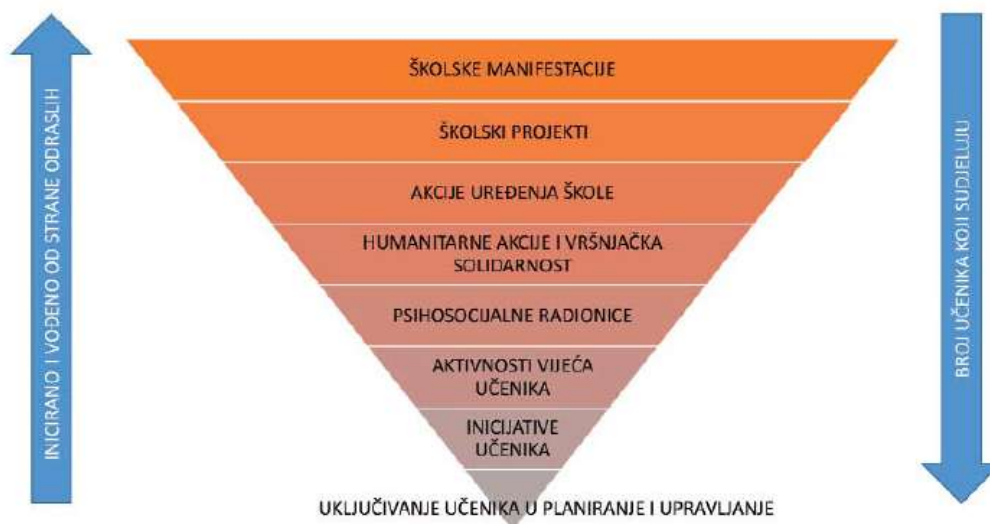 INICIRANO I VOĐENO OD STRANE ODRASLIH
ŠKOLSKE MANIFESTACIJE
ŠKOLSKI PROJEKTI
AKCIJE UREĐENJA ŠKOLE
HUMANITARNE AKCIJE I VRŠNJAČKA
SOLIDARNOST
PSIHOSOCIJALNE RADIONICE
AKTIVNOSTI VIJEĆA
UČENIKA
INICIJATIVE
UČENIKA
UKLJUČIVANJE UČENIKA U PLANIRANJE I UPRAVLJANJE
BROJ UČENIKA KOJI SUDJELUJU